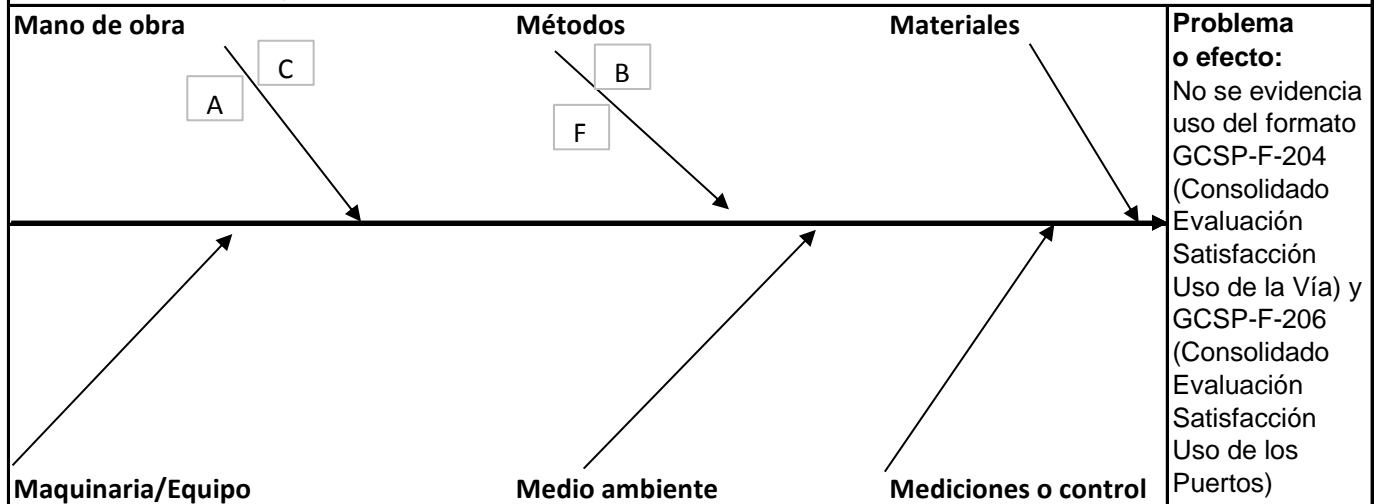 Mano de obra
Métodos
Materiales
C
A
B
F
Problema
o efecto:
No se evidencia
uso del formato
GCSP-F-204
(Consolidado
Evaluación
Satisfacción
Uso de la Vía) y
GCSP-F-206
(Consolidado
Evaluación
Satisfacción
Uso de los
Puertos)
Maquinaria/Equipo
Medio ambiente
Mediciones o control